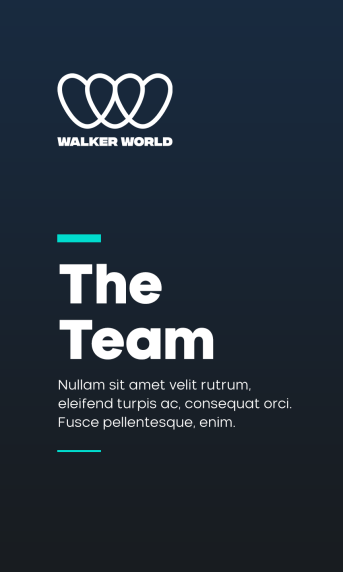 WALKER WORLD
The
Team
Nullam sit amet velit rutrum,
eleifend turpis ac, consequat orci.
Fusce pellentesque, enim.